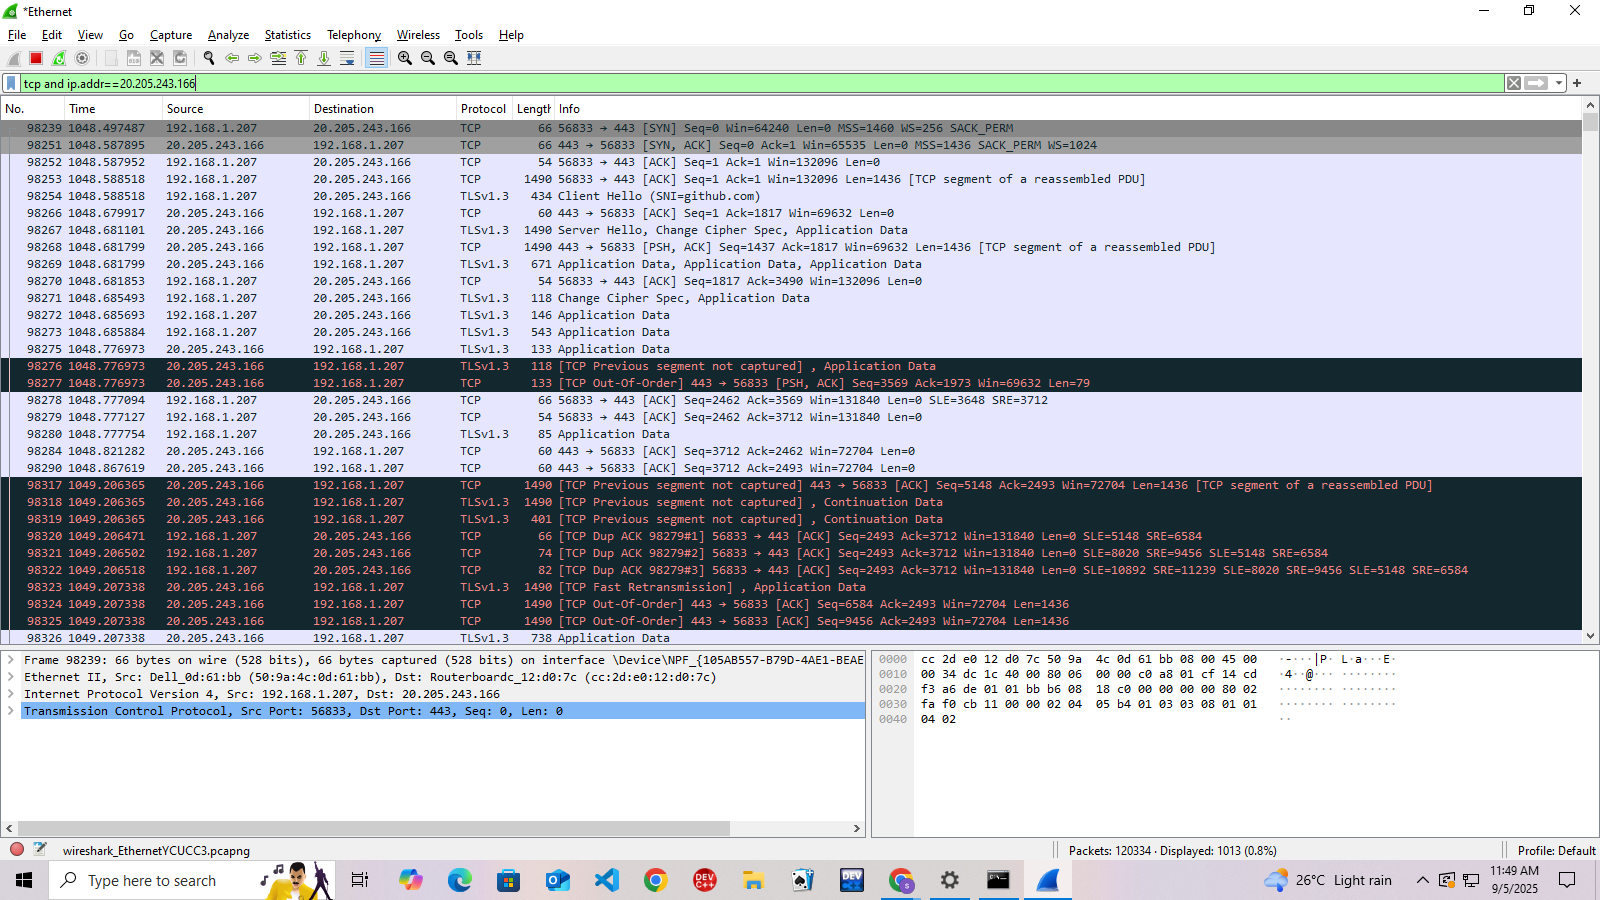 *Ethernet
File Edit View Go Capture Analyze Statistics Telephony Wireless Tools Help
tcp and ip.addr==20.205.243.166
No. Time Source Destination Protocol Length Info
98239 1048.497487 192.168.1.207 20.205.243.166 TCP 66 56833 → 443 [SYN] Seq=0 Win=64240 Len=0 MSS=1460 WS=256 SACK_PERM
98251 1048.587895 20.205.243.166 192.168.1.207 TCP 66 443 → 56833 [SYN, ACK] Seq=0 Ack=1 Win=65535 Len=0 MSS=1436 SACK_PERM WS=1024
98252 1048.587952 192.168.1.207 20.205.243.166 TCP 54 56833 → 443 [ACK] Seq=1 Ack=1 Win=132096 Len=0
98253 1048.588518 192.168.1.207 20.205.243.166 TCP 1490 56833 → 443 [ACK] Seq=1 Ack=1 Win=132096 Len=1436 [TCP segment of a reassembled PDU]
98254 1048.588518 192.168.1.207 20.205.243.166 TLSv1.3 434 Client Hello (SNI=github.com)
98266 1048.679917 20.205.243.166 192.168.1.207 TCP 60 443 → 56833 [ACK] Seq=1 Ack=1817 Win=69632 Len=0
98267 1048.681101 20.205.243.166 192.168.1.207 TLSv1.3 1490 Server Hello, Change Cipher Spec, Application Data
98268 1048.681799 20.205.243.166 192.168.1.207 TCP 1490 443 → 56833 [PSH, ACK] Seq=1437 Ack=1817 Win=69632 Len=1436 [TCP segment of a reassembled PDU]
98269 1048.681799 20.205.243.166 192.168.1.207 TLSv1.3 671 Application Data, Application Data, Application Data
98270 1048.681853 192.168.1.207 20.205.243.166 TCP 54 56833 → 443 [ACK] Seq=1817 Ack=3490 Win=132096 Len=0
98271 1048.685493 192.168.1.207 20.205.243.166 TLSv1.3 118 Change Cipher Spec, Application Data
98272 1048.685693 192.168.1.207 20.205.243.166 TLSv1.3 146 Application Data
98273 1048.685884 192.168.1.207 20.205.243.166 TLSv1.3 543 Application Data
98275 1048.776973 20.205.243.166 192.168.1.207 TLSv1.3 133 Application Data
98276 1048.776973 20.205.243.166 192.168.1.207 TLSv1.3 118 [TCP Previous segment not captured] , Application Data
98277 1048.776973 20.205.243.166 192.168.1.207 TCP 133 [TCP Out-Of-Order] 443 → 56833 [PSH, ACK] Seq=3569 Ack=1973 Win=69632 Len=79
98278 1048.777094 192.168.1.207 20.205.243.166 TCP 66 56833 → 443 [ACK] Seq=2462 Ack=3569 Win=131840 Len=0 SLE=3648 SRE=3712
98279 1048.777127 192.168.1.207 20.205.243.166 TCP 54 56833 → 443 [ACK] Seq=2462 Ack=3712 Win=131840 Len=0
98280 1048.777754 192.168.1.207 20.205.243.166 TLSv1.3 85 Application Data
98284 1048.821282 20.205.243.166 192.168.1.207 TCP 60 443 → 56833 [ACK] Seq=3712 Ack=2462 Win=72704 Len=0
98290 1048.867619 20.205.243.166 192.168.1.207 TCP 60 443 → 56833 [ACK] Seq=3712 Ack=2493 Win=72704 Len=0
98317 1049.206365 20.205.243.166 192.168.1.207 TCP 1490 [TCP Previous segment not captured] 443 → 56833 [ACK] Seq=5148 Ack=2493 Win=72704 Len=1436 [TCP segment of a reassembled PDU]
98318 1049.206365 20.205.243.166 192.168.1.207 TLSv1.3 1490 [TCP Previous segment not captured] , Continuation Data
98319 1049.206365 20.205.243.166 192.168.1.207 TLSv1.3 401 [TCP Previous segment not captured] , Continuation Data
98320 1049.206471 192.168.1.207 20.205.243.166 TCP 66 [TCP Dup ACK 98279#1] 56833 → 443 [ACK] Seq=2493 Ack=3712 Win=131840 Len=0 SLE=5148 SRE=6584
98321 1049.206502 192.168.1.207 20.205.243.166 TCP 74 [TCP Dup ACK 98279#2] 56833 → 443 [ACK] Seq=2493 Ack=3712 Win=131840 Len=0 SLE=8020 SRE=9456 SLE=5148 SRE=6584
98322 1049.206518 192.168.1.207 20.205.243.166 TCP 82 [TCP Dup ACK 98279#3] 56833 → 443 [ACK] Seq=2493 Ack=3712 Win=131840 Len=0 SLE=10892 SRE=11239 SLE=8020 SRE=9456 SLE=5148 SRE=6584
98323 1049.207338 20.205.243.166 192.168.1.207 TLSv1.3 1490 [TCP Fast Retransmission] , Application Data
98324 1049.207338 20.205.243.166 192.168.1.207 TCP 1490 [TCP Out-Of-Order] 443 → 56833 [ACK] Seq=6584 Ack=2493 Win=72704 Len=1436
98325 1049.207338 20.205.243.166 192.168.1.207 TCP 1490 [TCP Out-Of-Order] 443 → 56833 [ACK] Seq=9456 Ack=2493 Win=72704 Len=1436
98326 1049.207338 20.205.243.166 192.168.1.207 TLSv1.3 738 Application Data
Frame 98239: 66 bytes on wire (528 bits), 66 bytes captured (528 bits) on interface \Device\NPF_{105AB557-B79D-4AE1-BEAE
Ethernet II, Src: Dell_0d:61:bb (50:9a:4c:0d:61:bb), Dst: Routerboardc_12:d0:7c (cc:2d:e0:12:d0:7c)
Internet Protocol Version 4, Src: 192.168.1.207, Dst: 20.205.243.166
Transmission Control Protocol, Src Port: 56833, Dst Port: 443, Seq: 0, Len: 0
0000 cc 2d e0 12 d0 7c 50 9a 4c 0d 61 bb 08 00 45 00 ·-···|P· L·a···E·
0010 00 34 dc 1c 40 00 80 06 00 00 c0 a8 01 cf 14 cd ·4··@··· ········
0020 f3 a6 de 01 01 bb b6 08 18 c0 00 00 00 00 80 02 ········ ········
0030 fa f0 cb 11 00 00 02 04 05 b4 01 03 03 08 01 01 ········ ········
0040 04 02 ··
wireshark_EthernetYCUCC3.pcapng
Packets: 120334 · Displayed: 1013 (0.8%)
Profile: Default
Type here to search
DEV C++
DEV
26°C Light rain
11:49 AM
9/5/2025